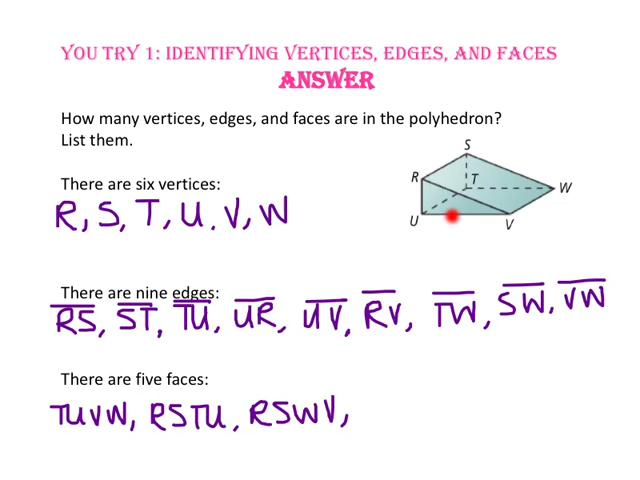 YOU TRY 1: IDENTIFYING VERTICES, EDGES, AND FACES
ANSWER
How many vertices, edges, and faces are in the polyhedron?
List them.
S
R
T
W
U
V
There are six vertices:
R, S, T, U, V, W
There are nine edges:
RS, ST, TU, UR, UV, RV, TW, SW, VW
There are five faces:
TUVW, RSTU, RSWV,